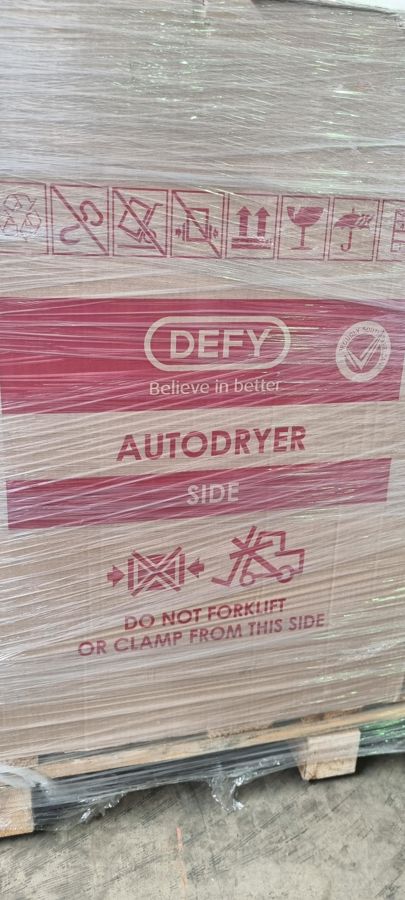 DEFY
Believe in better
AUTODRYER
SIDE
DO NOT FORKLIFT
OR CLAMP FROM THIS SIDE